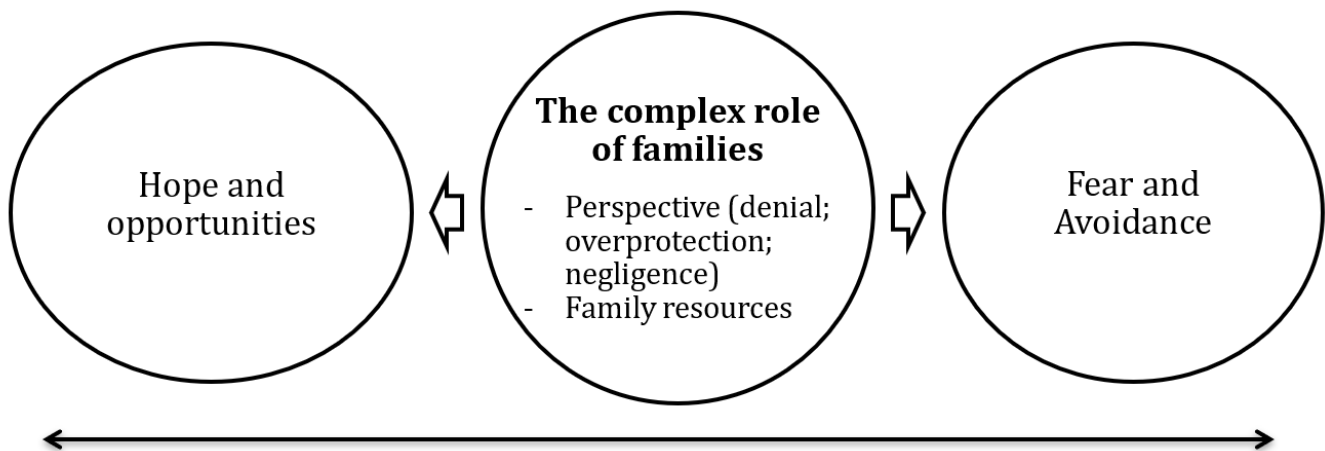 Hope and
opportunities
The complex role
of families
- Perspective (denial;
overprotection;
negligence)
- Family resources
Fear and
Avoidance